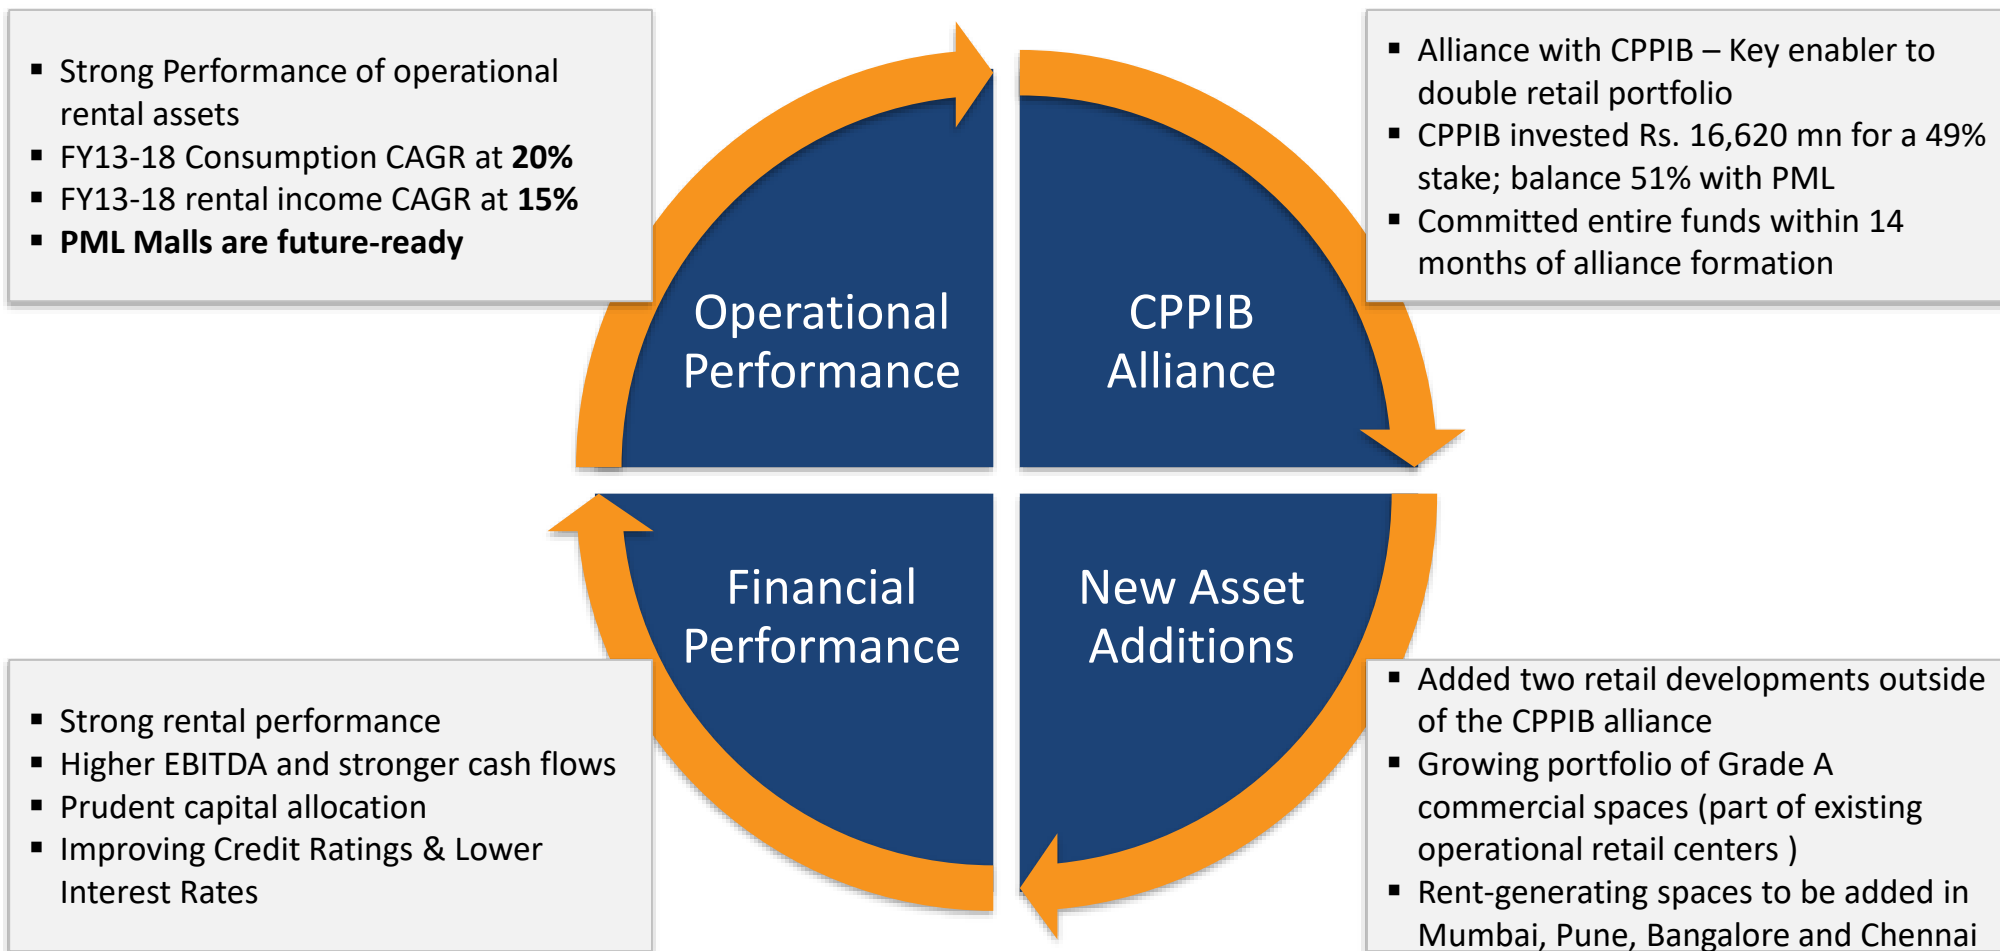 ▪ Strong Performance of operational
rental assets
▪ FY13-18 Consumption CAGR at 20%
▪ FY13-18 rental income CAGR at 15%
▪ PML Malls are future-ready
▪ Alliance with CPPIB – Key enabler to
double retail portfolio
▪ CPPIB invested Rs. 16,620 mn for a 49%
stake; balance 51% with PML
▪ Committed entire funds within 14
months of alliance formation
Operational
Performance
CPPIB
Alliance
Financial
Performance
New Asset
Additions
▪ Strong rental performance
▪ Higher EBITDA and stronger cash flows
▪ Prudent capital allocation
▪ Improving Credit Ratings & Lower
Interest Rates
▪ Added two retail developments outside
of the CPPIB alliance
▪ Growing portfolio of Grade A
commercial spaces (part of existing
operational retail centers )
▪ Rent-generating spaces to be added in
Mumbai, Pune, Bangalore and Chennai